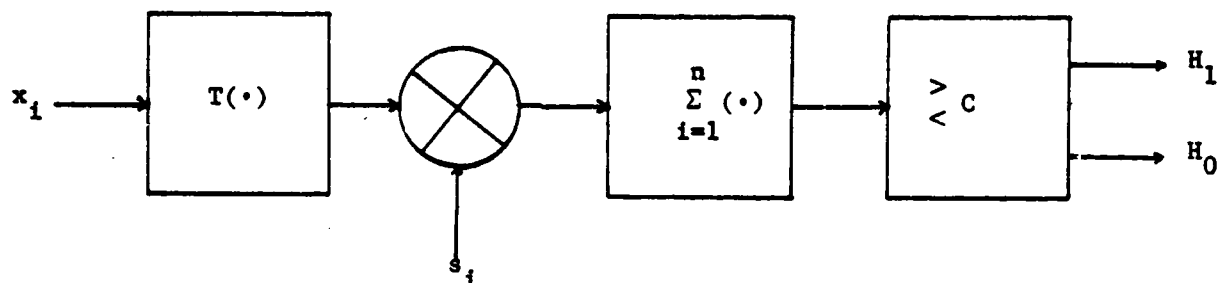 x_i
T(·)
s_i
n
Σ (·)
i=1
>
< C
H_1
H_0